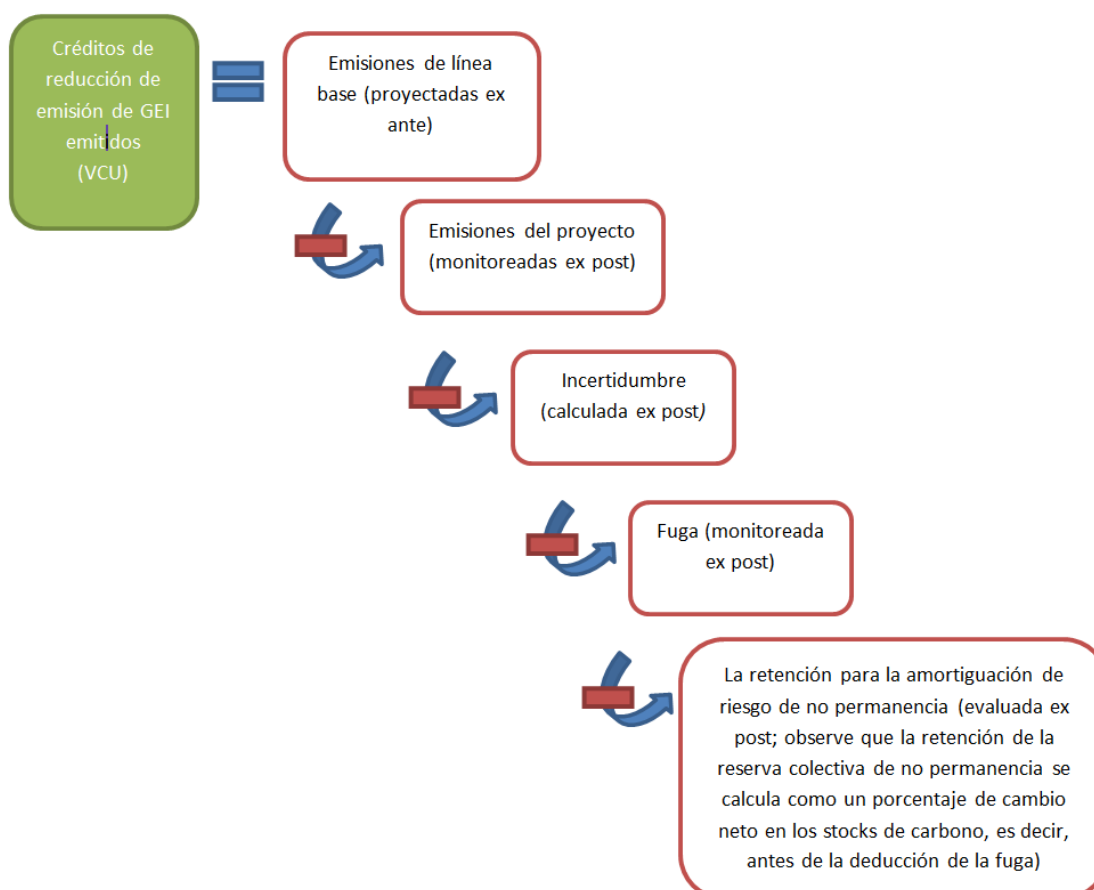 Créditos de
reducción de
emisión de GEI
emitidos
(VCU)
Emisiones de línea
base (proyectadas ex
ante)
Emisiones del proyecto
(monitoreadas ex post)
Incertidumbre
(calculada ex post)
Fuga (monitoreada
ex post)
La retención para la amortiguación de
riesgo de no permanencia (evaluada ex
post; observe que la retención de la
reserva colectiva de no permanencia se
calcula como un porcentaje de cambio
neto en los stocks de carbono, es decir,
antes de la deducción de la fuga)